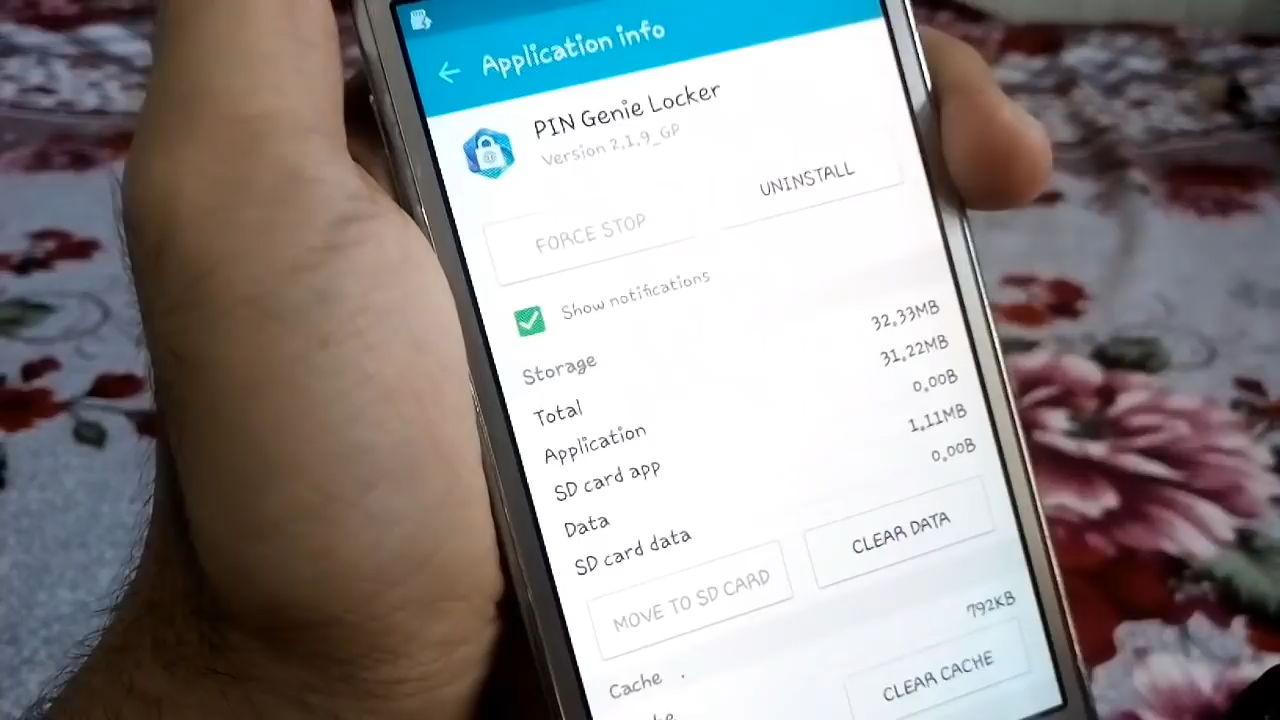 Application info
PIN Genie Locker
Version 2.1.9_GP
FORCE STOP UNINSTALL
Show notifications
Storage
Total 32.33MB
Application 31.22MB
SD card app 0.00B
Data 1.11MB
SD card data 0.00B
MOVE TO SD CARD CLEAR DATA
Cache
792KB
CLEAR CACHE